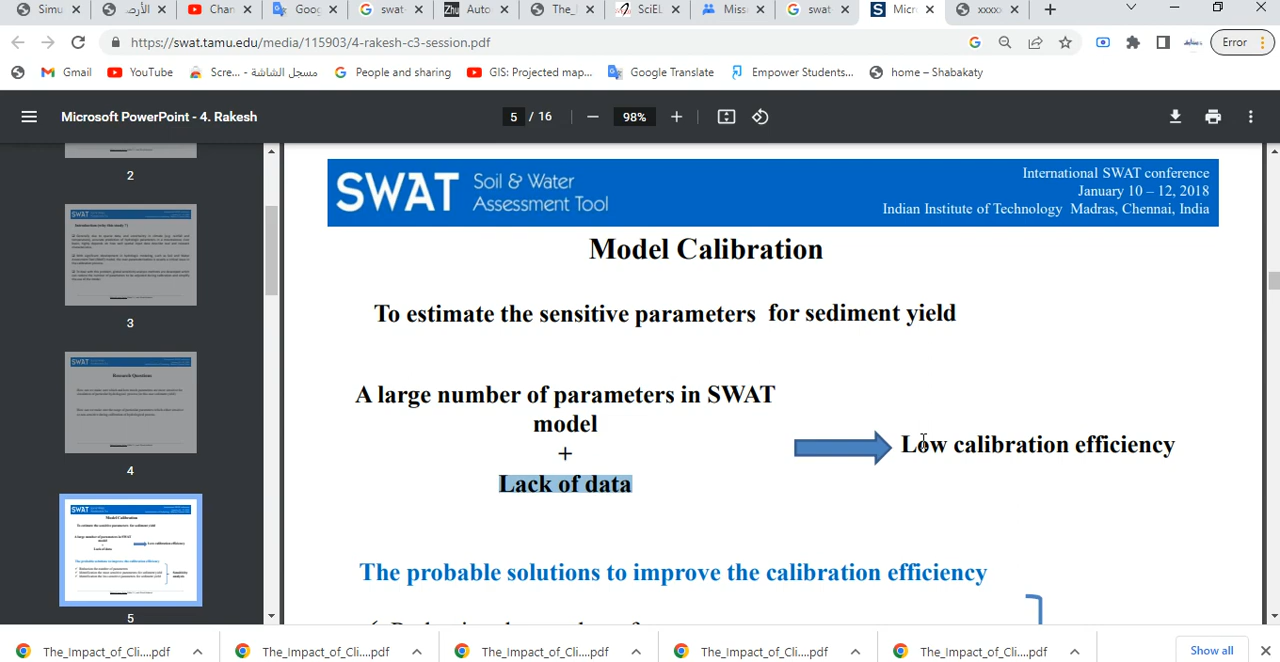 Simu
الأرص
Chan
Goog
swat
Zhu Auto
The_I
SciEL
Miss
swat
Micr
xxxx
https://swat.tamu.edu/media/115903/4-rakesh-c3-session.pdf
Error
Gmail
YouTube
Scre... - مسجل الشاشة
People and sharing
GIS: Projected map...
Google Translate
Empower Students...
home – Shabakaty
Microsoft PowerPoint - 4. Rakesh
5 / 16
98%
2
3
4
5
SWAT Soil & Water
Assessment Tool
International SWAT conference
January 10 – 12, 2018
Indian Institute of Technology Madras, Chennai, India
Model Calibration
To estimate the sensitive parameters for sediment yield
A large number of parameters in SWAT
model
+
Lack of data
Low calibration efficiency
The probable solutions to improve the calibration efficiency
The_Impact_of_Cli....pdf
The_Impact_of_Cli....pdf
The_Impact_of_Cli....pdf
The_Impact_of_Cli....pdf
The_Impact_of_Cli....pdf
Show all